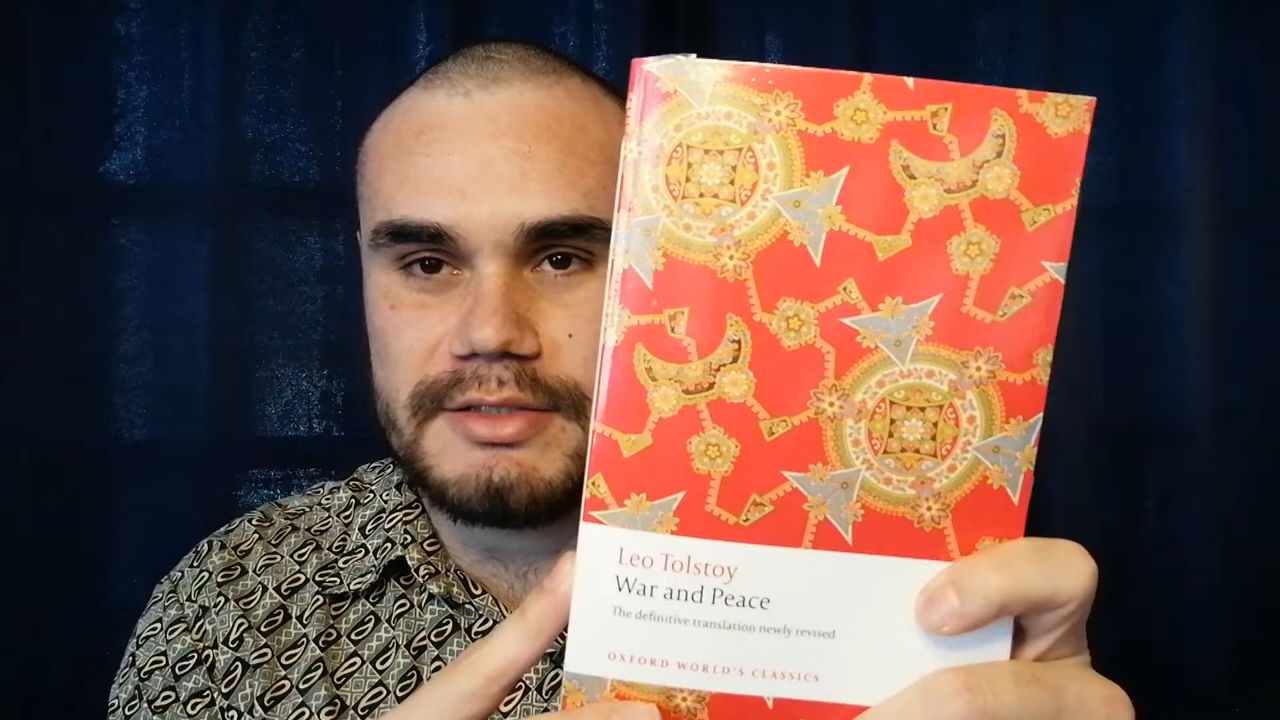 Leo Tolstoy
War and Peace
The definitive translation newly revised
OXFORD WORLD'S CLASSICS